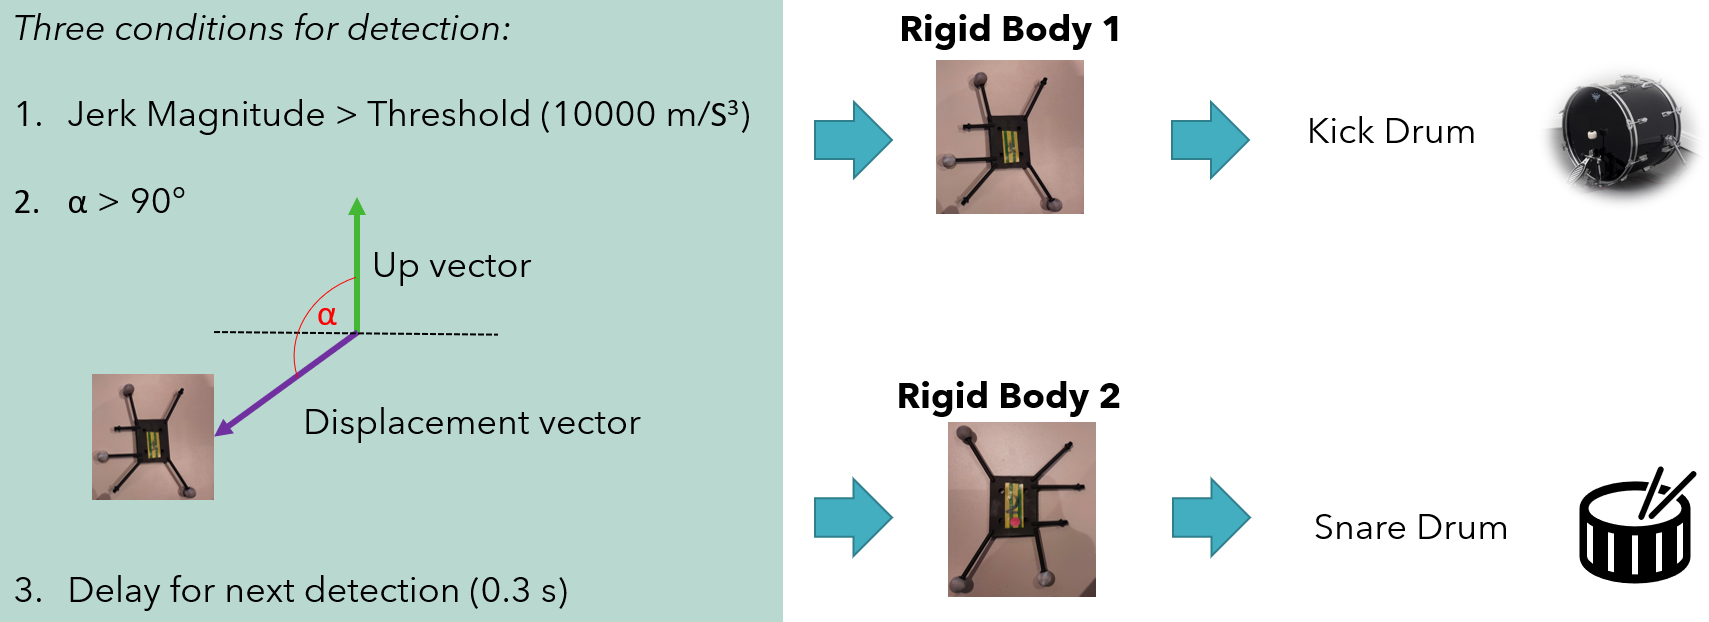 Three conditions for detection:
1. Jerk Magnitude > Threshold (10000 m/S³)
2. α > 90°
Up vector
α
Displacement vector
3. Delay for next detection (0.3 s)
Rigid Body 1
Kick Drum
Rigid Body 2
Snare Drum